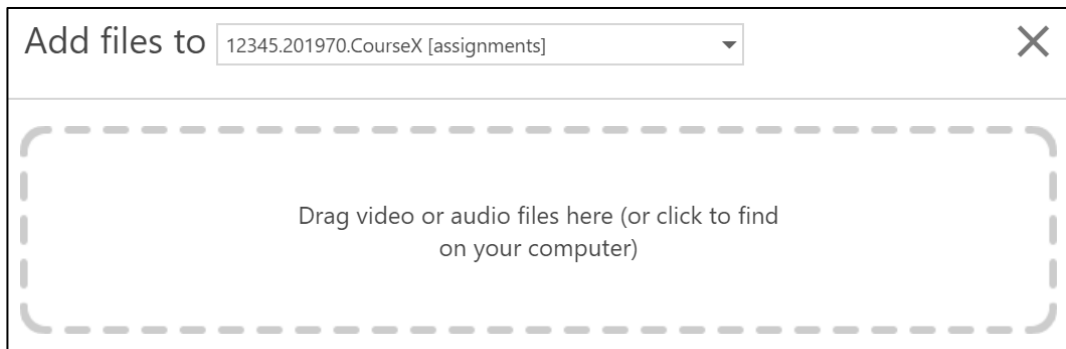 Add files to 12345.201970.CourseX [assignments]
Drag video or audio files here (or click to find
on your computer)